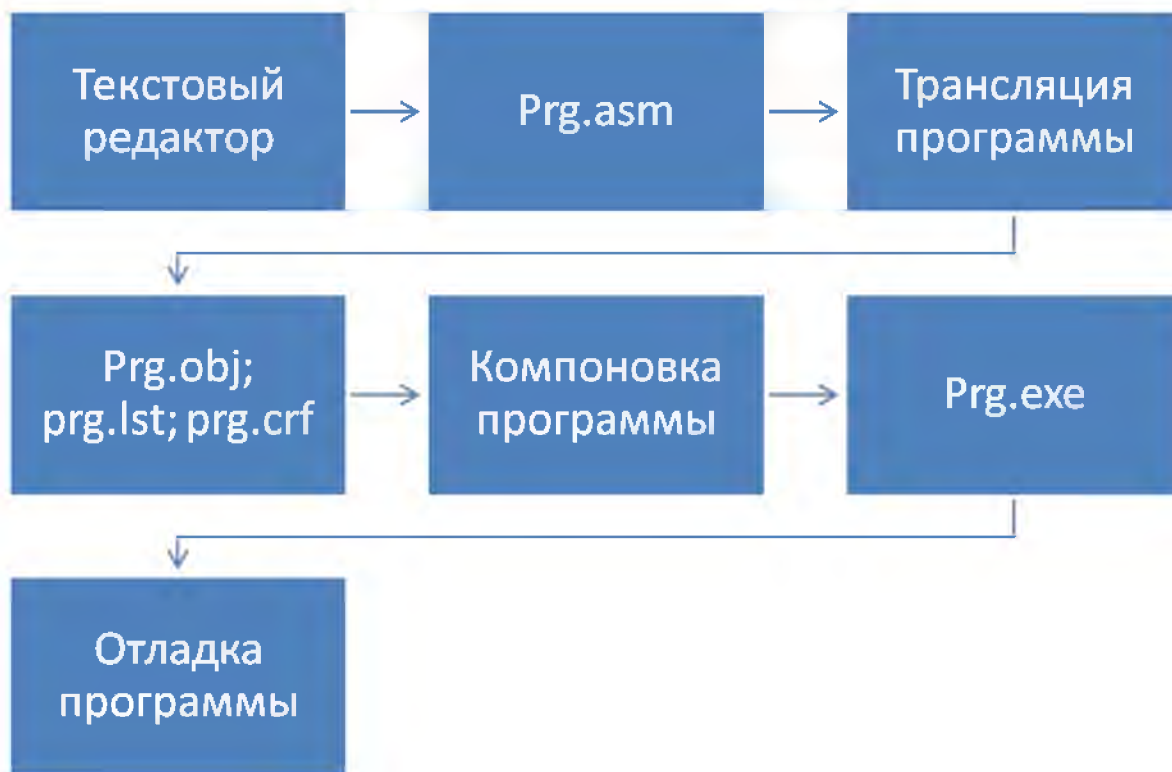 Текстовый
редактор
Prg.asm
Трансляция
программы
Prg.obj;
prg.lst; prg.crf
Компоновка
программы
Prg.exe
Отладка
программы